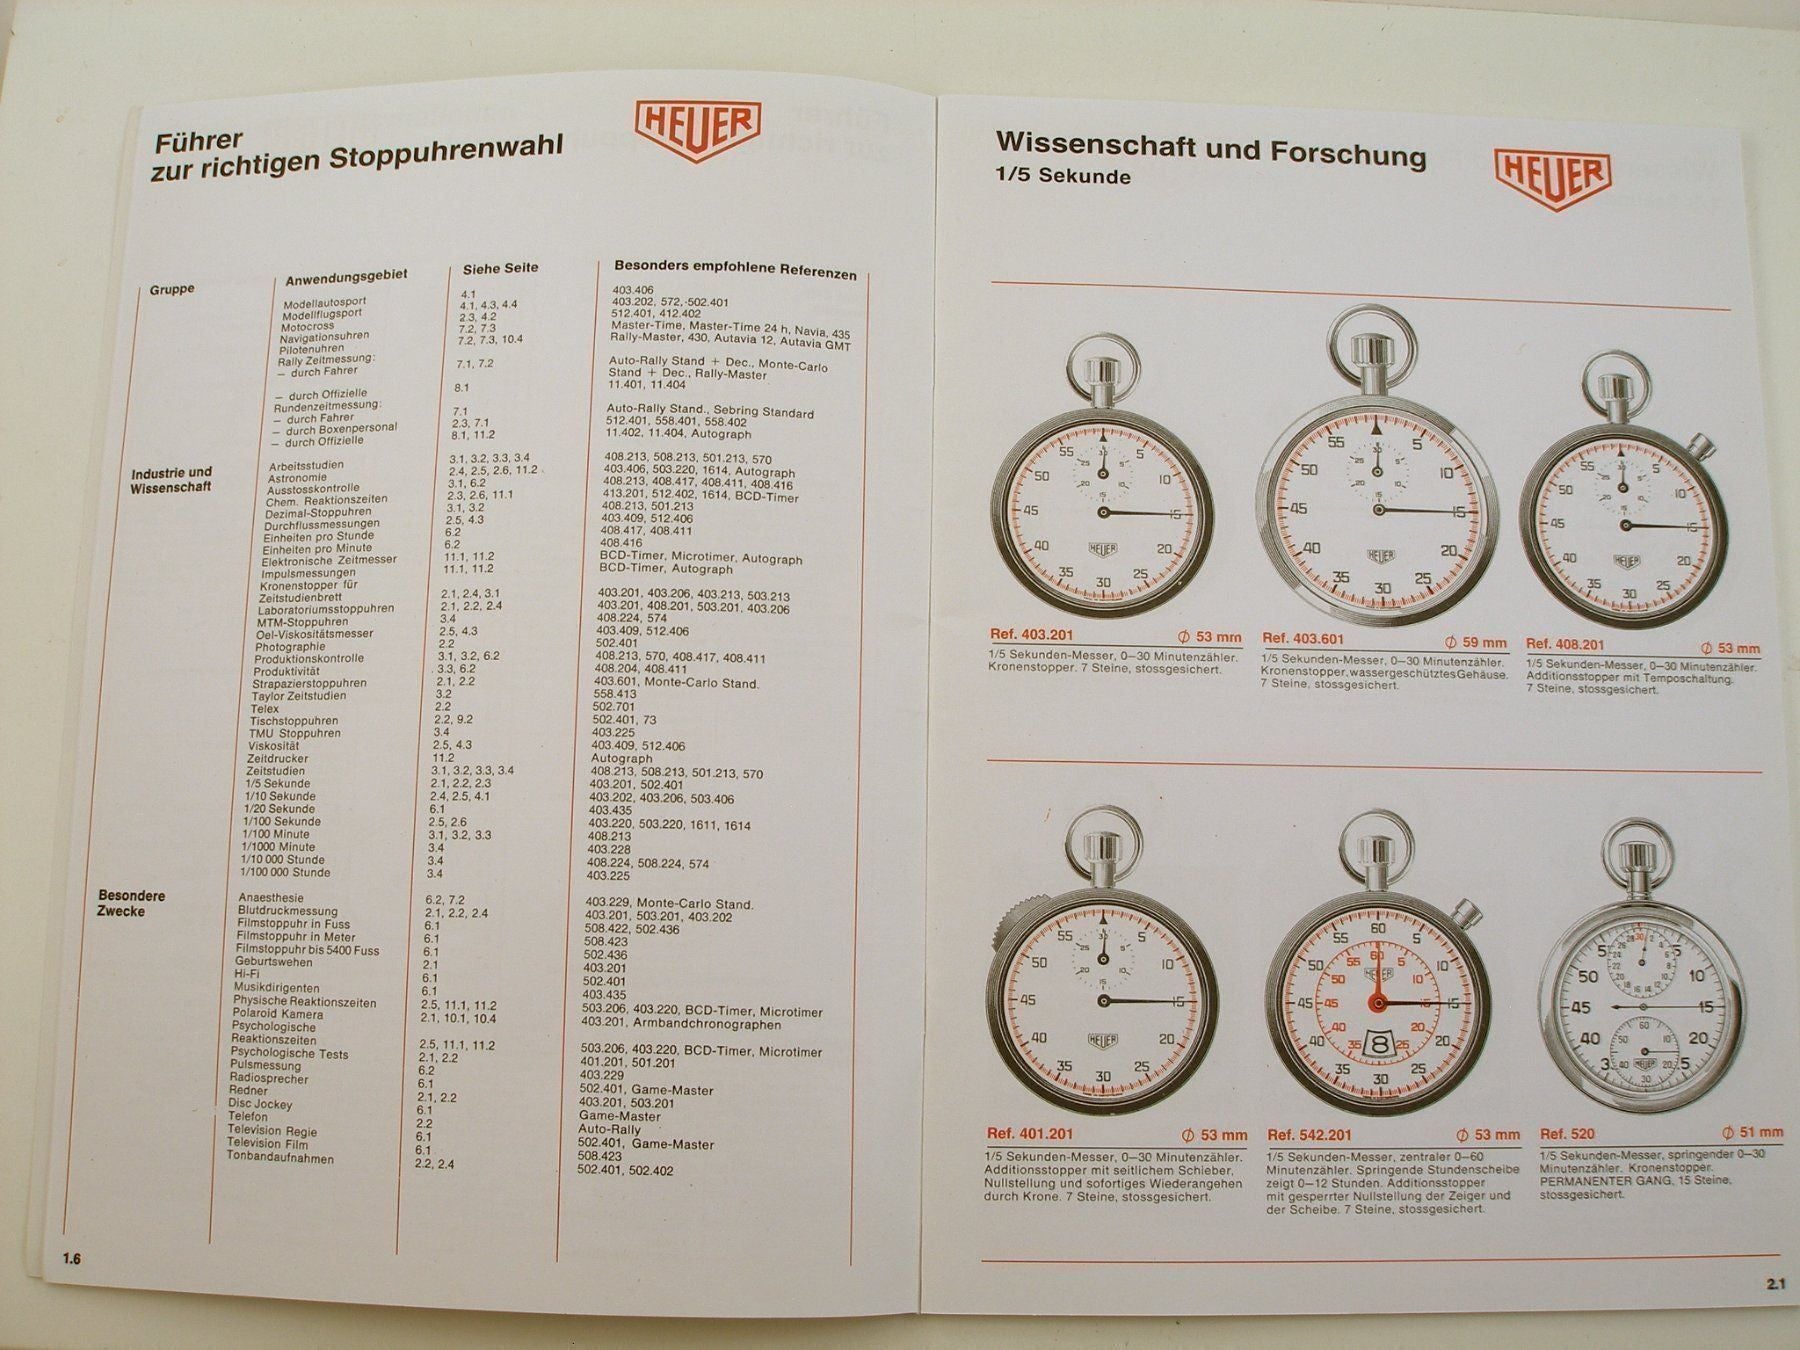 Führer
zur richtigen Stoppuhrenwahl
HEUER
Gruppe Anwendungsgebiet Siehe Seite Besonders empfohlene Referenzen
Modellautosport 4.1 403.406
Modellflugsport 4.1, 4.3, 4.4 403.202, 572, 502.401
Motocross 2.3, 4.2 512.401, 412.402
Navigationsuhren 7.2, 7.3 Master-Time, Master-Time 24 h, Navia, 435
Pilotenuhren 7.2, 7.3, 10.4 Rally-Master, 430, Autavia 12, Autavia GMT
Rally Zeitmessung:
– durch Fahrer 7.1, 7.2 Auto-Rally Stand + Dec., Monte-Carlo
Stand + Dec., Rally-Master
– durch Offizielle 8.1 11.401, 11.404
Rundenzeitmessung:
– durch Fahrer 7.1 Auto-Rally Stand., Sebring Standard
– durch Boxenpersonal 2.3, 7.1 512.401, 558.401, 558.402
– durch Offizielle 8.1, 11.2 11.402, 11.404, Autograph
Industrie und
Wissenschaft
Arbeitsstudien 3.1, 3.2, 3.3, 3.4 408.213, 508.213, 501.213, 570
Astronomie 2.4, 2.5, 2.6, 11.2 403.406, 503.220, 1614, Autograph
Ausstosskontrolle 3.1, 6.2 408.213, 408.417, 408.411, 408.416
Chem. Reaktionszeiten 2.3, 2.6, 11.1 413.201, 512.402, 1614, BCD-Timer
Dezimal-Stoppuhren 3.1, 3.2 408.213, 501.213
Durchflussmessungen 2.5, 4.3 403.409, 512.406
Einheiten pro Stunde 6.2 408.417, 408.411
Einheiten pro Minute 6.2 408.416
Elektronische Zeitmesser 11.1, 11.2 BCD-Timer, Microtimer, Autograph
Impulsmessungen 11.1, 11.2 BCD-Timer, Autograph
Kronenstopper für
Zeitstudienbrett 2.1, 2.4, 3.1 403.201, 403.206, 403.213, 503.213
Laboratoriumsstoppuhren 2.1, 2.2, 2.4 403.201, 408.201, 503.201, 403.206
MTM-Stoppuhren 3.4 408.224, 574
Oel-Viskositätsmesser 2.5, 4.3 403.409, 512.406
Photographie 2.2 502.401
Produktionskontrolle 3.1, 3.2, 6.2 408.213, 570, 408.417, 408.411
Produktivität 3.3, 6.2 408.204, 408.411
Strapazierstoppuhren 2.1, 2.2 403.601, Monte-Carlo Stand.
Taylor Zeitstudien 3.2 558.413
Telex 2.2 502.701
Tischstoppuhren 2.2, 9.2 502.401, 73
TMU Stoppuhren 3.4 403.225
Viskosität 2.5, 4.3 403.409, 512.406
Zeitdrucker 11.2 Autograph
Zeitstudien 3.1, 3.2, 3.3, 3.4 408.213, 508.213, 501.213, 570
1/5 Sekunde 2.1, 2.2, 2.3 403.201, 502.401
1/10 Sekunde 2.4, 2.5, 4.1 403.202, 403.206, 503.406
1/20 Sekunde 6.1 403.435
1/100 Sekunde 2.5, 2.6 403.220, 503.220, 1611, 1614
1/100 Minute 3.1, 3.2, 3.3 408.213
1/1000 Minute 3.4 403.228
1/10 000 Stunde 3.4 408.224, 508.224, 574
1/100 000 Stunde 3.4 403.225
Besondere
Zwecke
Anaesthesie 6.2, 7.2 403.229, Monte-Carlo Stand.
Blutdruckmessung 2.1, 2.2, 2.4 403.201, 503.201, 403.202
Filmstoppuhr in Fuss 6.1 508.422, 502.436
Filmstoppuhr in Meter 6.1 508.423
Filmstoppuhr bis 5400 Fuss 6.1 502.436
Geburtswehen 2.1 403.201
Hi-Fi 6.1 502.401
Musikdirigenten 6.1 403.435
Physische Reaktionszeiten 2.5, 11.1, 11.2 503.206, 403.220, BCD-Timer, Microtimer
Polaroid Kamera 2.1, 10.1, 10.4 403.201, Armbandchronographen
Psychologische
Reaktionszeiten 2.5, 11.1, 11.2 503.206, 403.220, BCD-Timer, Microtimer
Psychologische Tests 2.1, 2.2 401.201, 501.201
Pulsmessung 6.2 403.229
Radiosprecher 6.1 502.401, Game-Master
Redner 2.1, 2.2 403.201, 503.201
Disc Jockey 6.1 Game-Master
Telefon 2.2 Auto-Rally
Television Regie 6.1 502.401, Game-Master
Television Film 6.1 508.423
Tonbandaufnahmen 2.2, 2.4 502.401, 502.402
1.6
Wissenschaft und Forschung
1/5 Sekunde
HEUER
Ref. 403.201 ∅ 53 mm
1/5 Sekunden-Messer, 0–30 Minutenzähler.
Kronenstopper. 7 Steine, stossgesichert.
Ref. 403.601 ∅ 59 mm
1/5 Sekunden-Messer, 0–30 Minutenzähler.
Kronenstopper, wassergeschütztes Gehäuse.
7 Steine, stossgesichert.
Ref. 408.201 ∅ 53 mm
1/5 Sekunden-Messer, 0–30 Minutenzähler.
Additionsstopper mit Temposchaltung.
7 Steine, stossgesichert.
Ref. 401.201 ∅ 53 mm
1/5 Sekunden-Messer, 0–30 Minutenzähler.
Additionsstopper mit seitlichem Schieber,
Nullstellung und sofortiges Wiederangehen
durch Krone. 7 Steine, stossgesichert.
Ref. 542.201 ∅ 53 mm
1/5 Sekunden-Messer, zentraler 0–60
Minutenzähler. Springende Stundenscheibe
zeigt 0–12 Stunden. Additionsstopper
mit gesperrter Nullstellung der Zeiger und
der Scheibe. 7 Steine, stossgesichert.
Ref. 520 ∅ 51 mm
1/5 Sekunden-Messer, springender 0–30
Minutenzähler. Kronenstopper.
PERMANENTER GANG. 15 Steine,
stossgesichert.
2.1